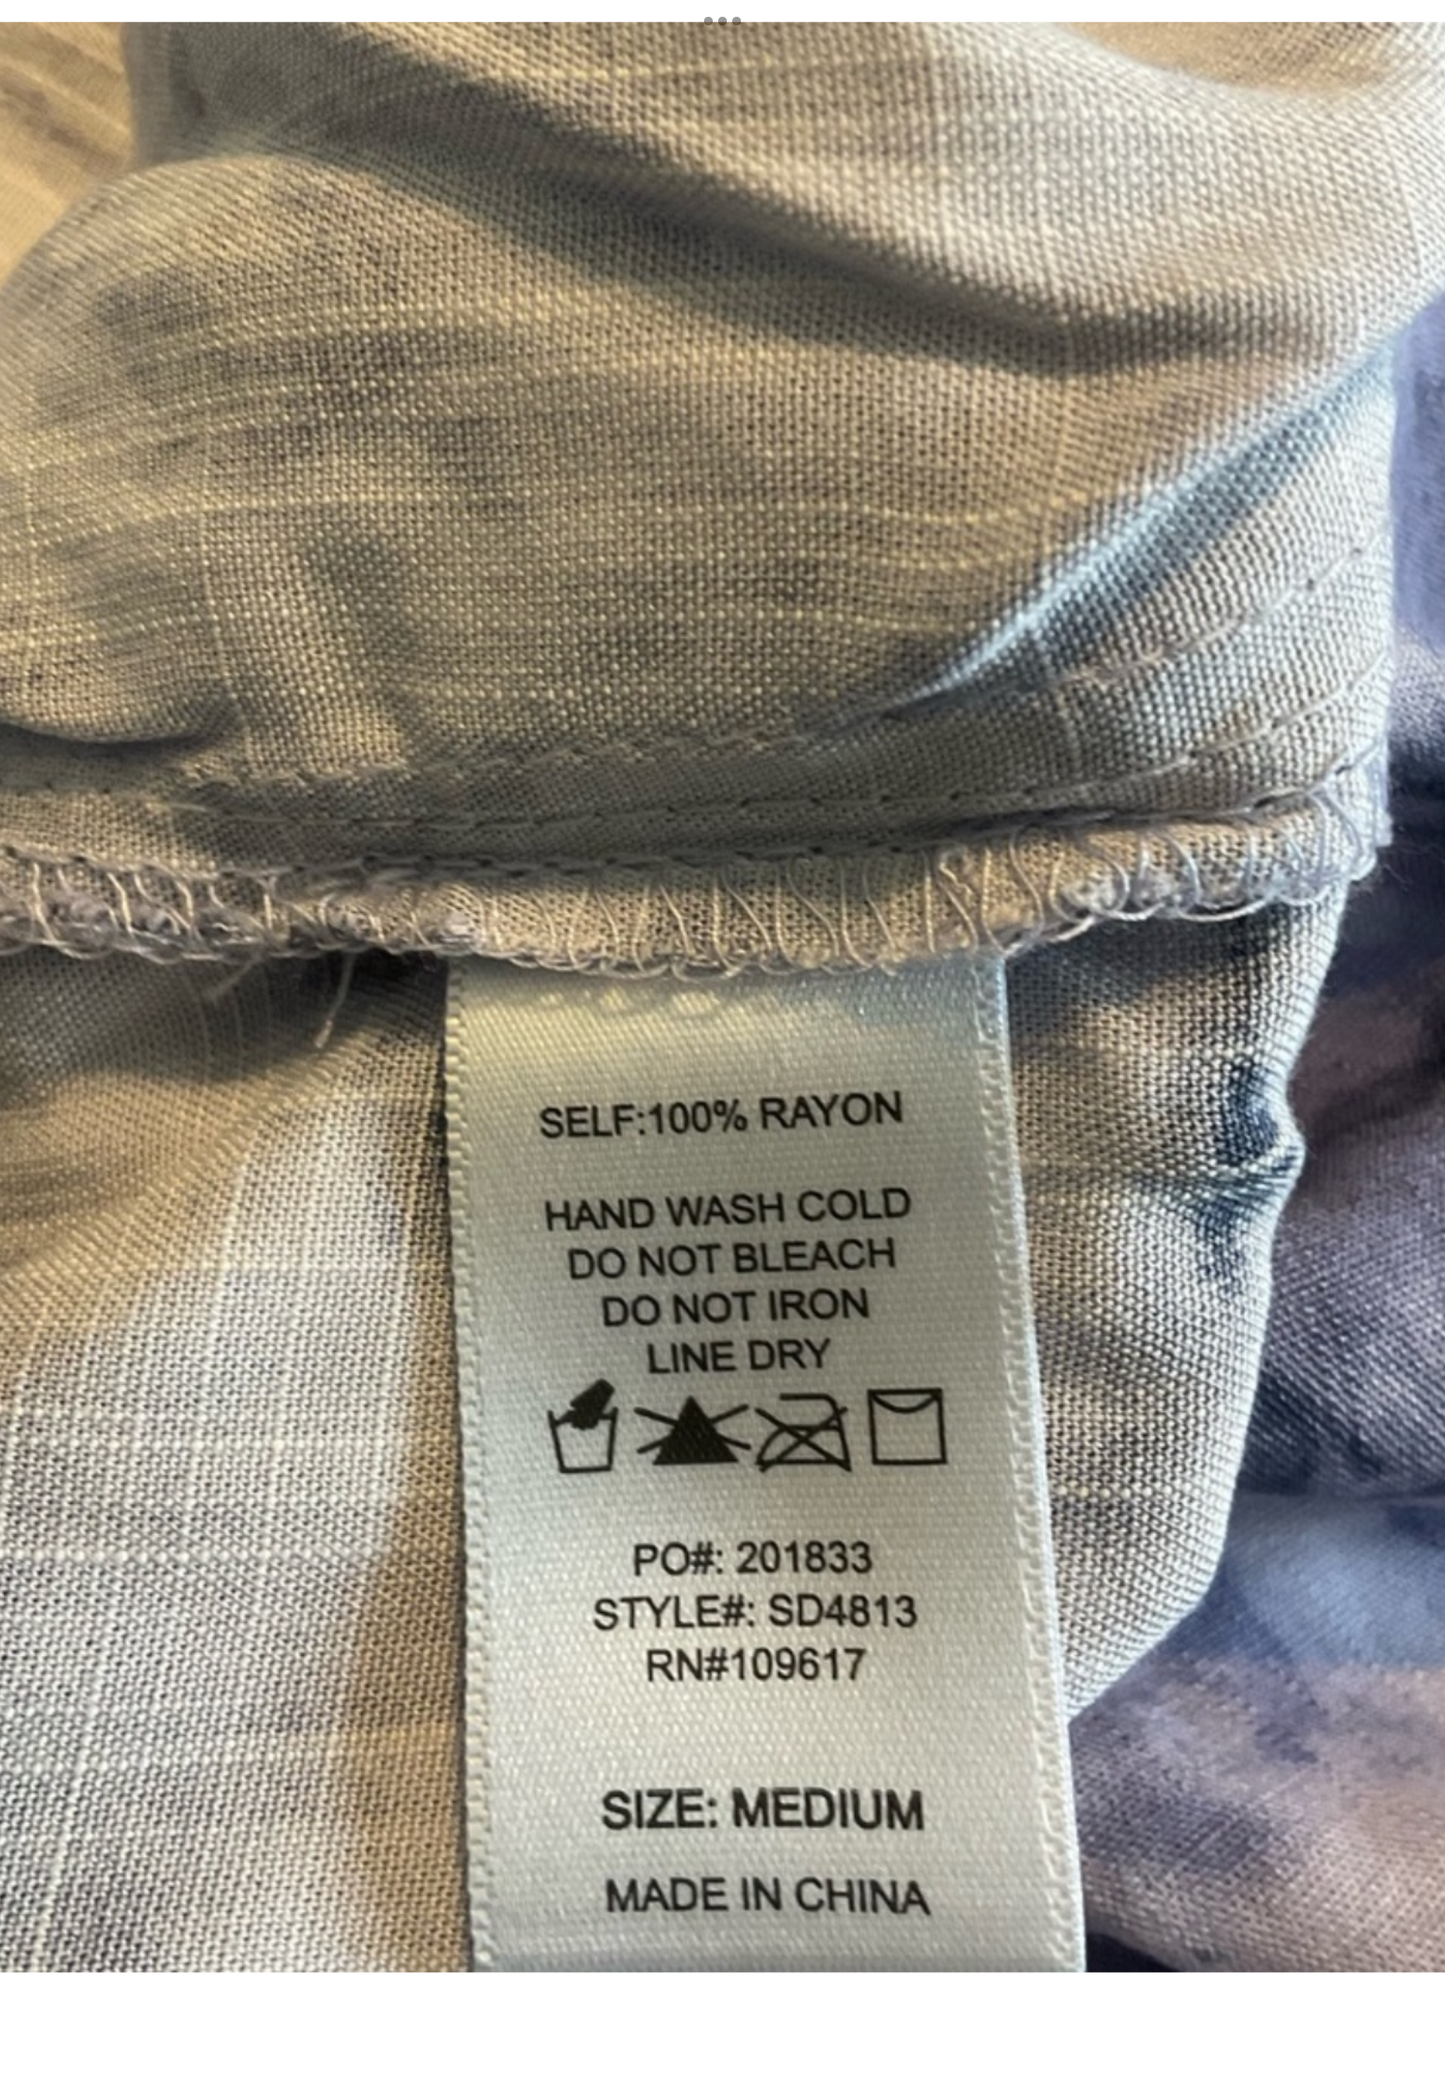 SELF:100% RAYON
HAND WASH COLD
DO NOT BLEACH
DO NOT IRON
LINE DRY
PO#: 201833
STYLE#: SD4813
RN#109617
SIZE: MEDIUM
MADE IN CHINA